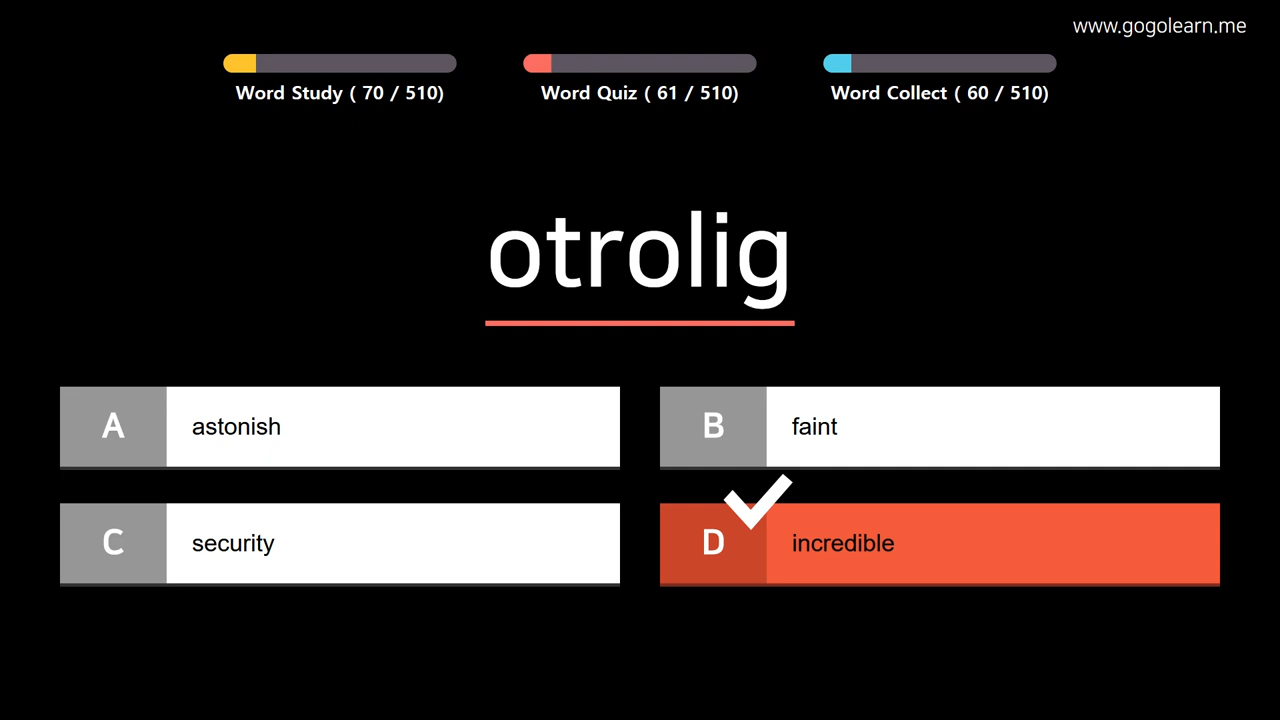 www.gogolearn.me
Word Study ( 70 / 510)
Word Quiz ( 61 / 510)
Word Collect ( 60 / 510)
otrolig
A astonish
B faint
C security
D incredible